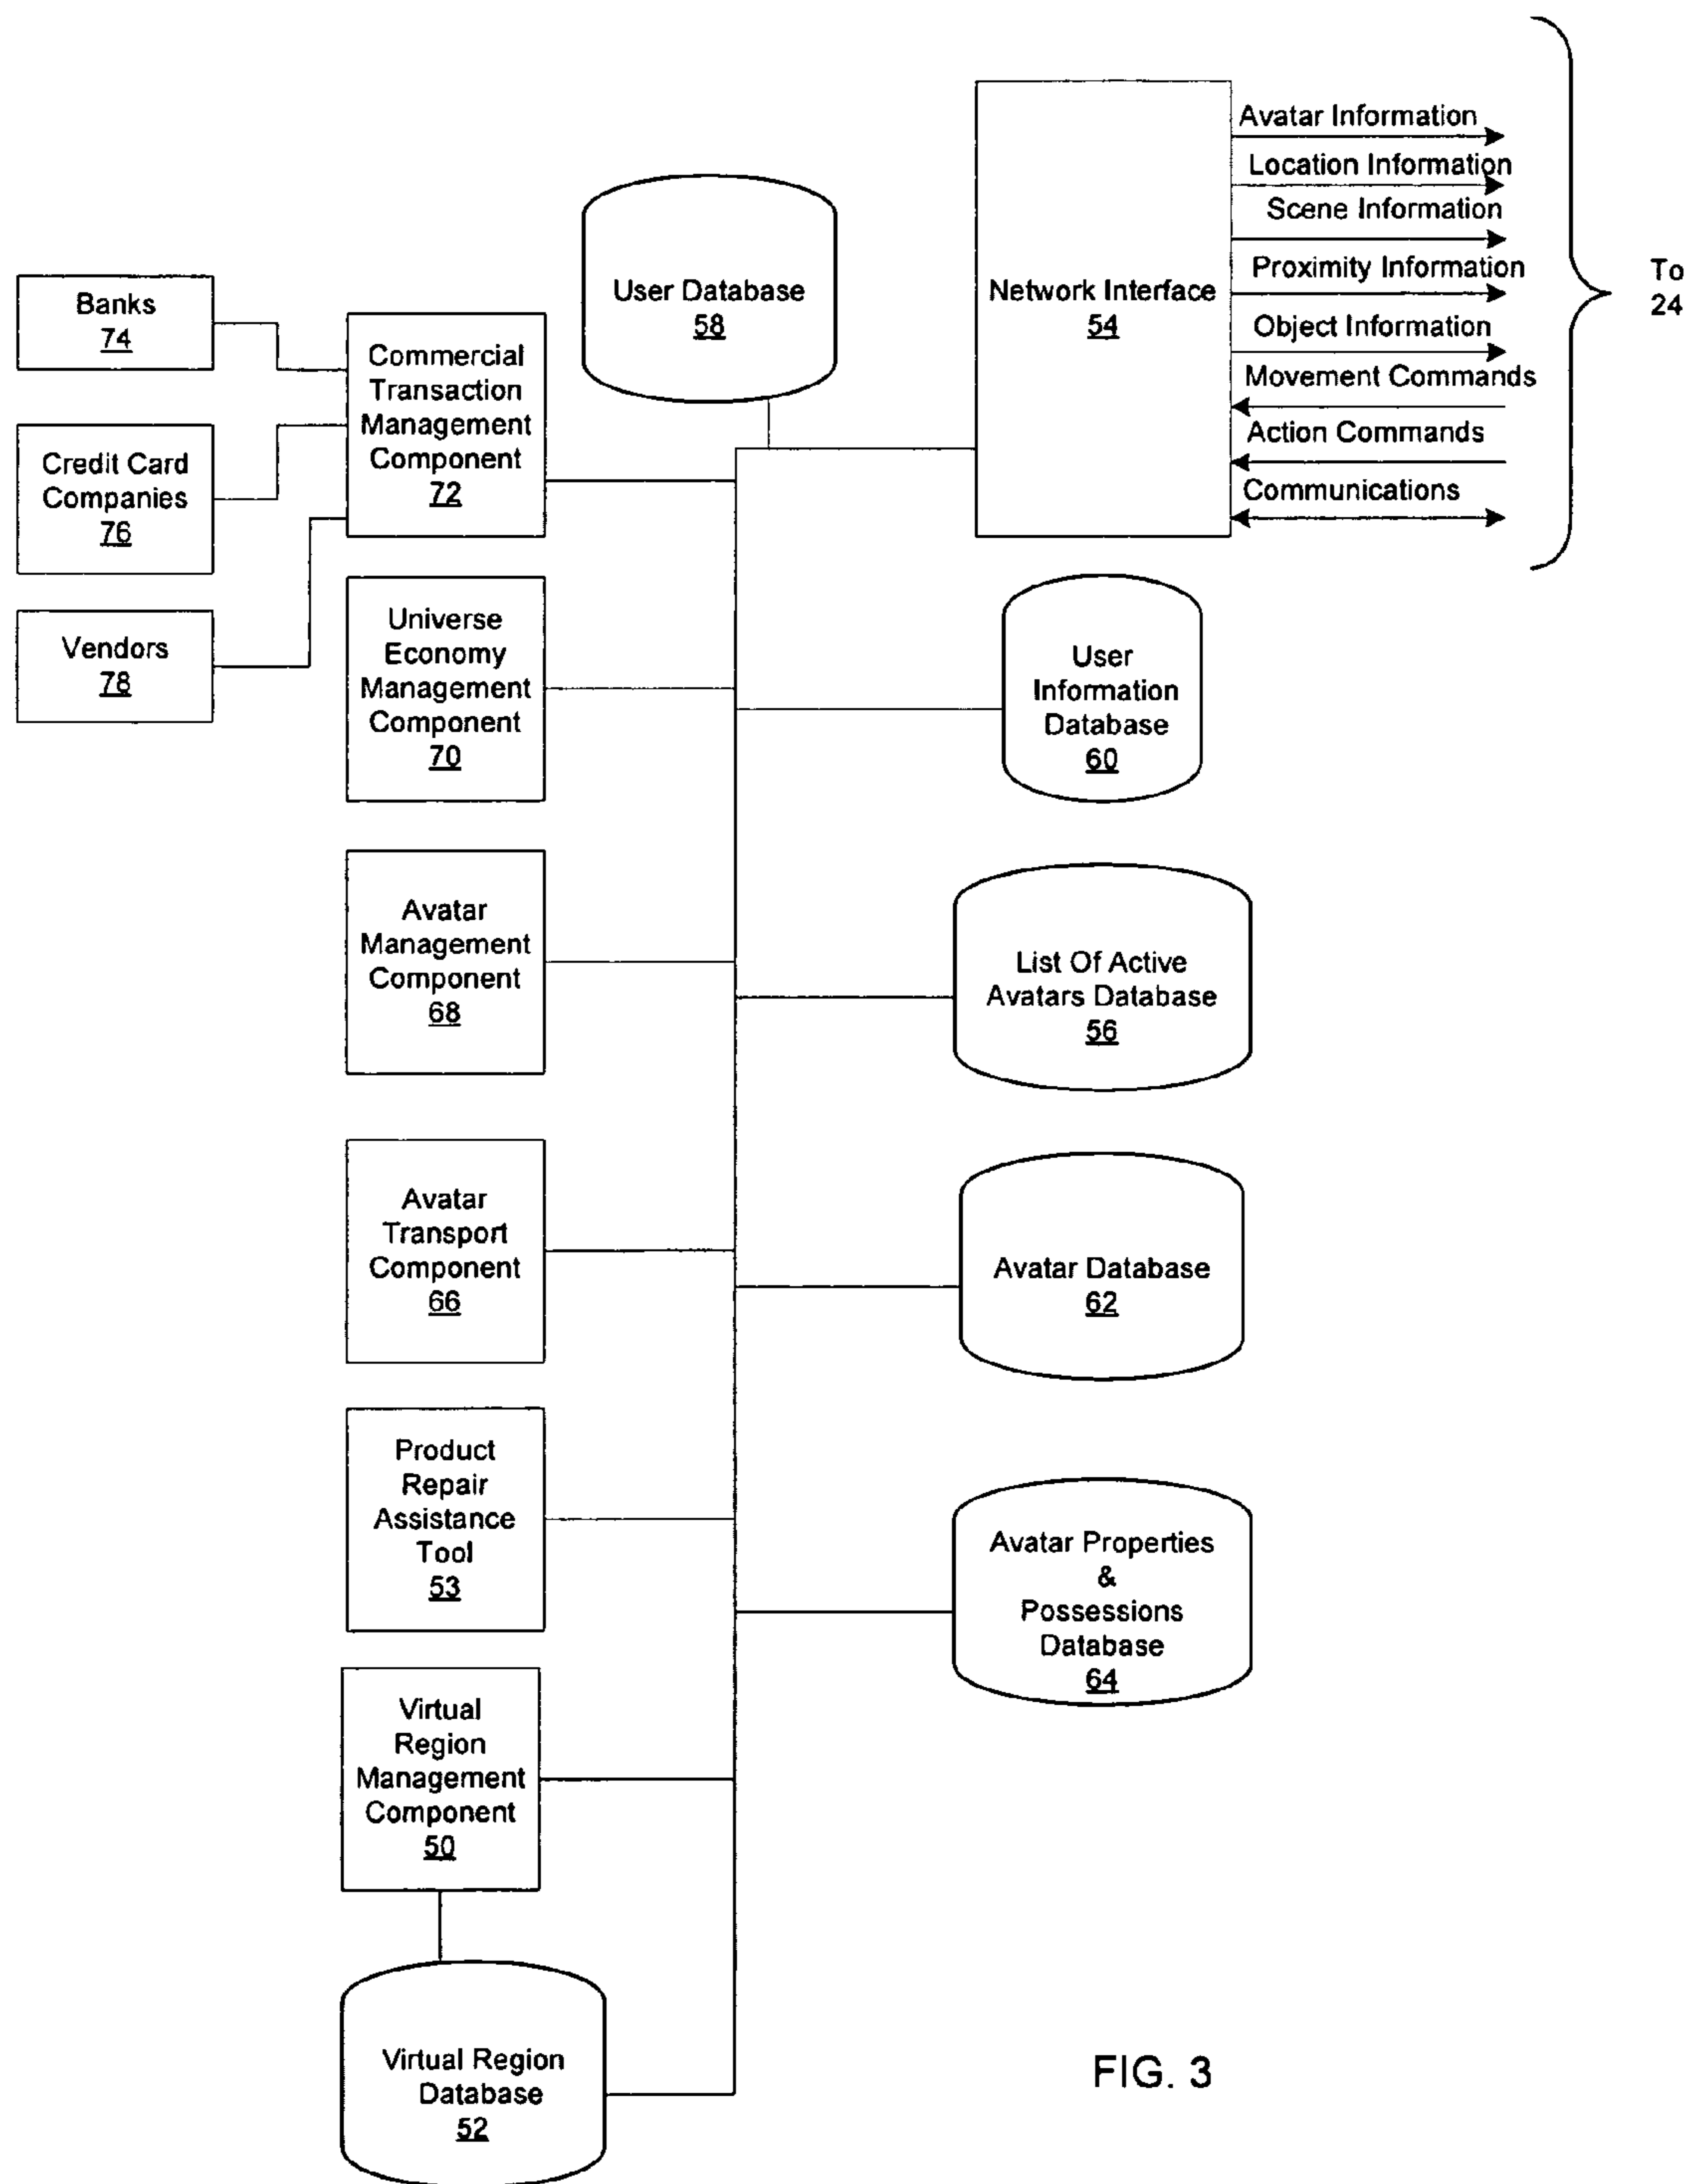 Avatar Information
Location Information
Scene Information
Proximity Information
Object Information
Movement Commands
Action Commands
Communications
To
24
Network Interface
54
User Database
58
Banks
74
Credit Card
Companies
76
Vendors
78
Commercial
Transaction
Management
Component
72
Universe
Economy
Management
Component
70
User
Information
Database
60
Avatar
Management
Component
68
List Of Active
Avatars Database
56
Avatar
Transport
Component
66
Avatar Database
62
Product
Repair
Assistance
Tool
53
Avatar Properties
&
Possessions
Database
64
Virtual
Region
Management
Component
50
Virtual Region
Database
52
FIG. 3